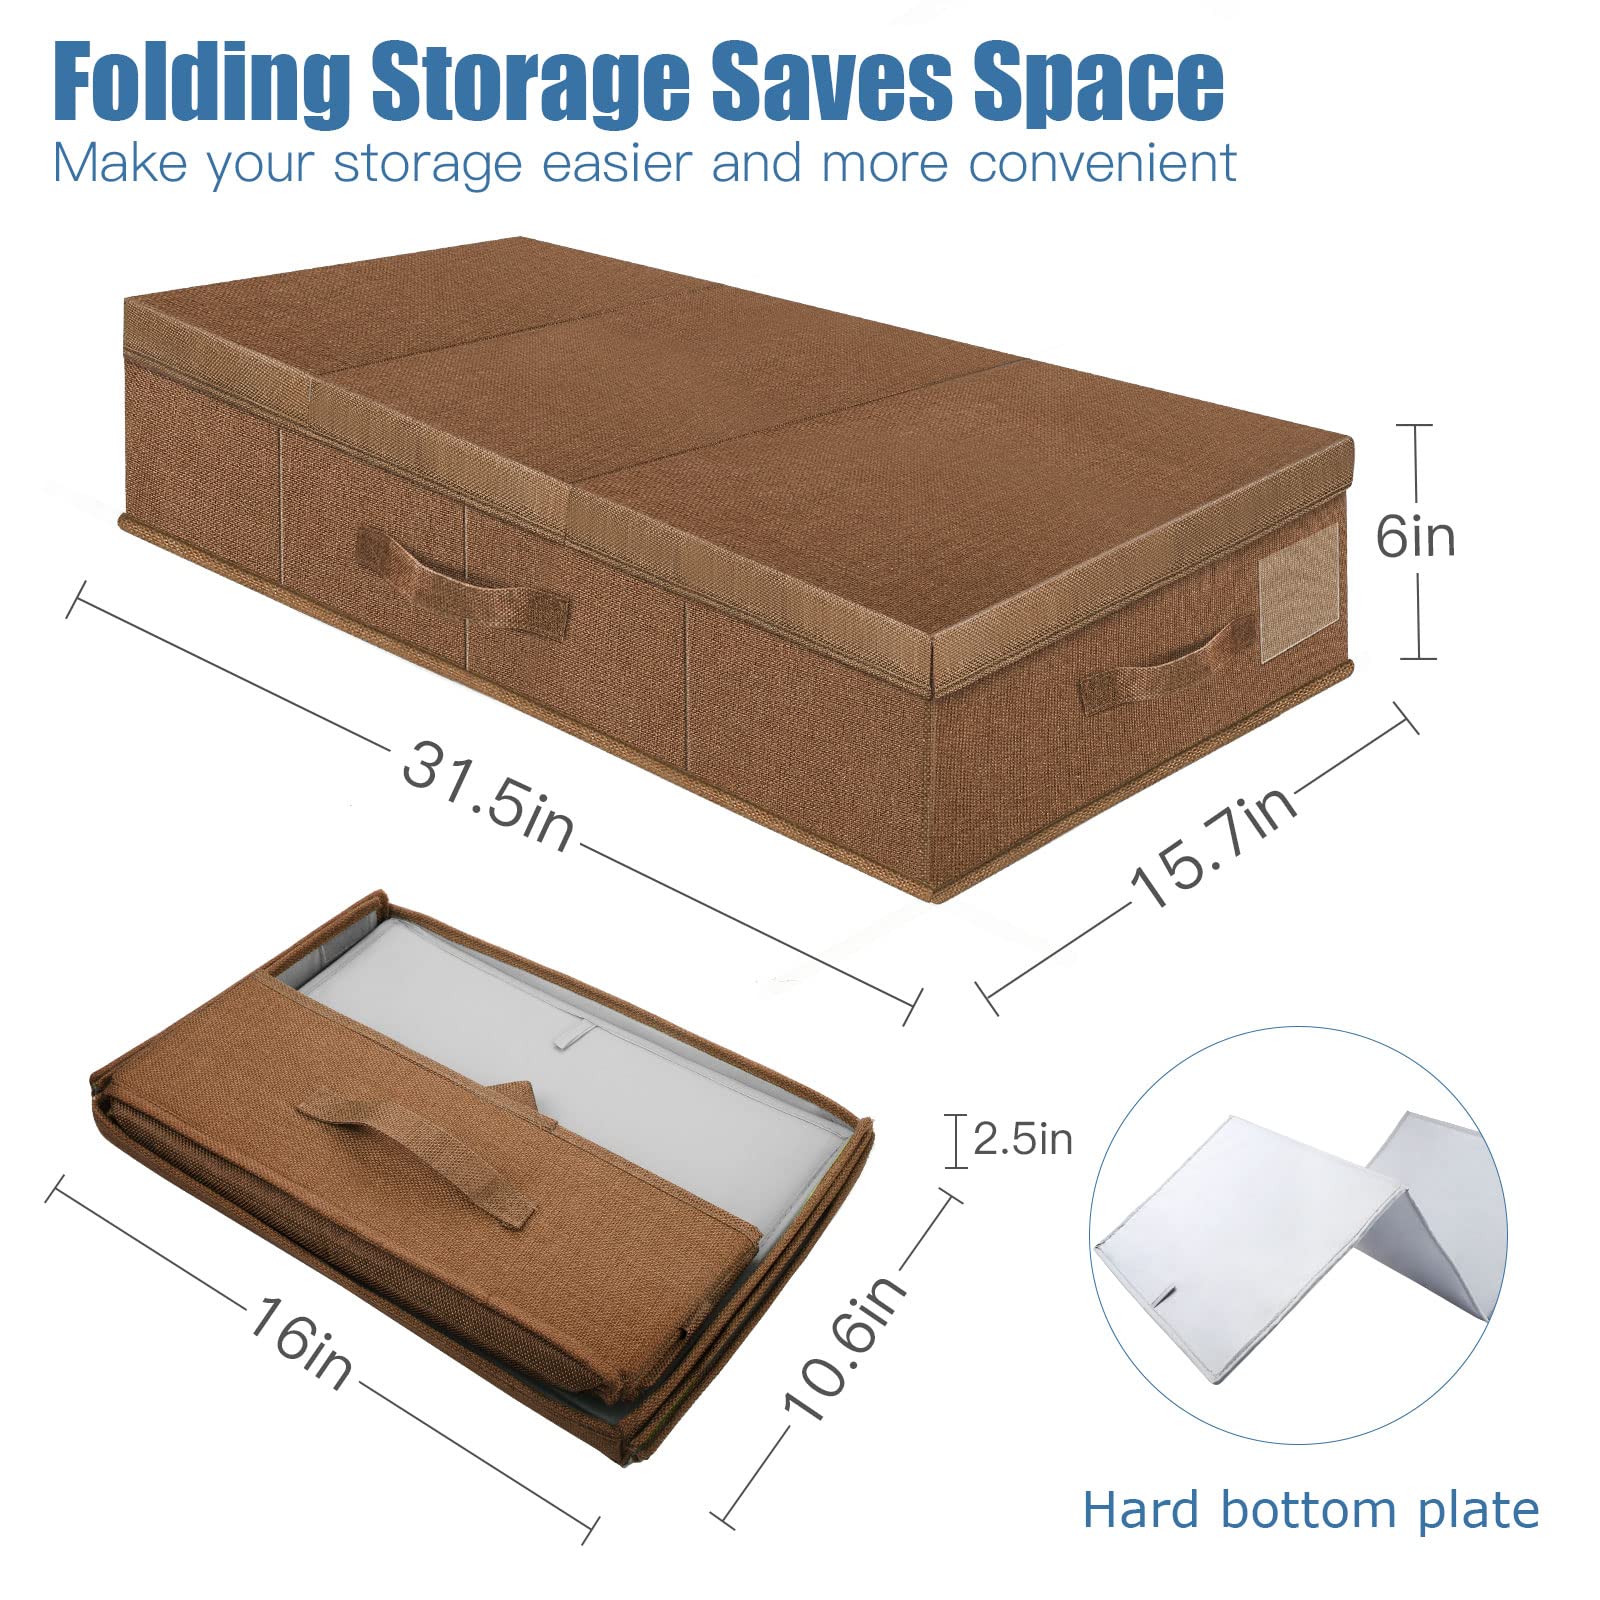 Folding Storage Saves Space
Make your storage easier and more convenient
6in
31.5in
15.7in
2.5in
16in
10.6in
Hard bottom plate